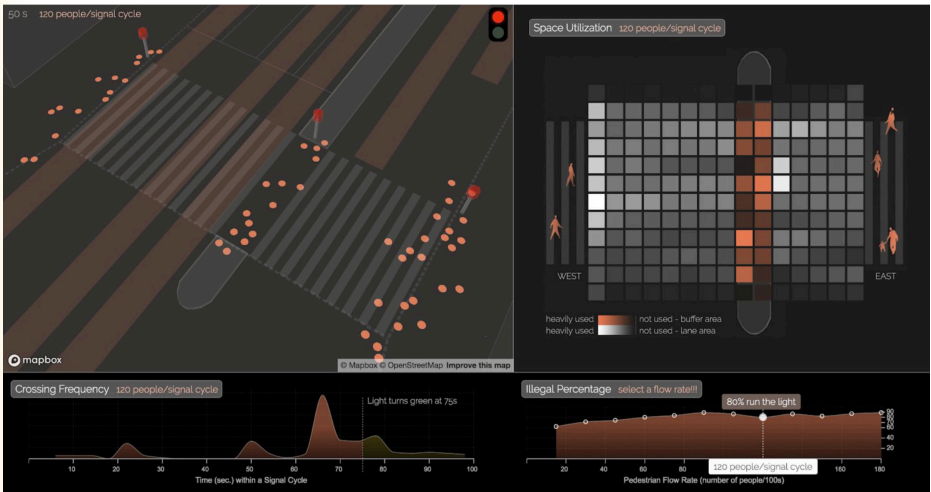 50 s 120 people/signal cycle
mapbox
© Mapbox © OpenStreetMap Improve this map
Space Utilization 120 people/signal cycle
WEST
EAST
heavily used not used - buffer area
heavily used not used - lane area
Crossing Frequency 120 people/signal cycle
Light turns green at 75s
10 20 30 40 50 60 70 80 90 100
Time (sec.) within a Signal Cycle
Illegal Percentage select a flow rate!!!
80% run the light
90
80
60
40
20
120 people/signal cycle
20 40 60 80 160 180
Pedestrian Flow Rate (number of people/100s)